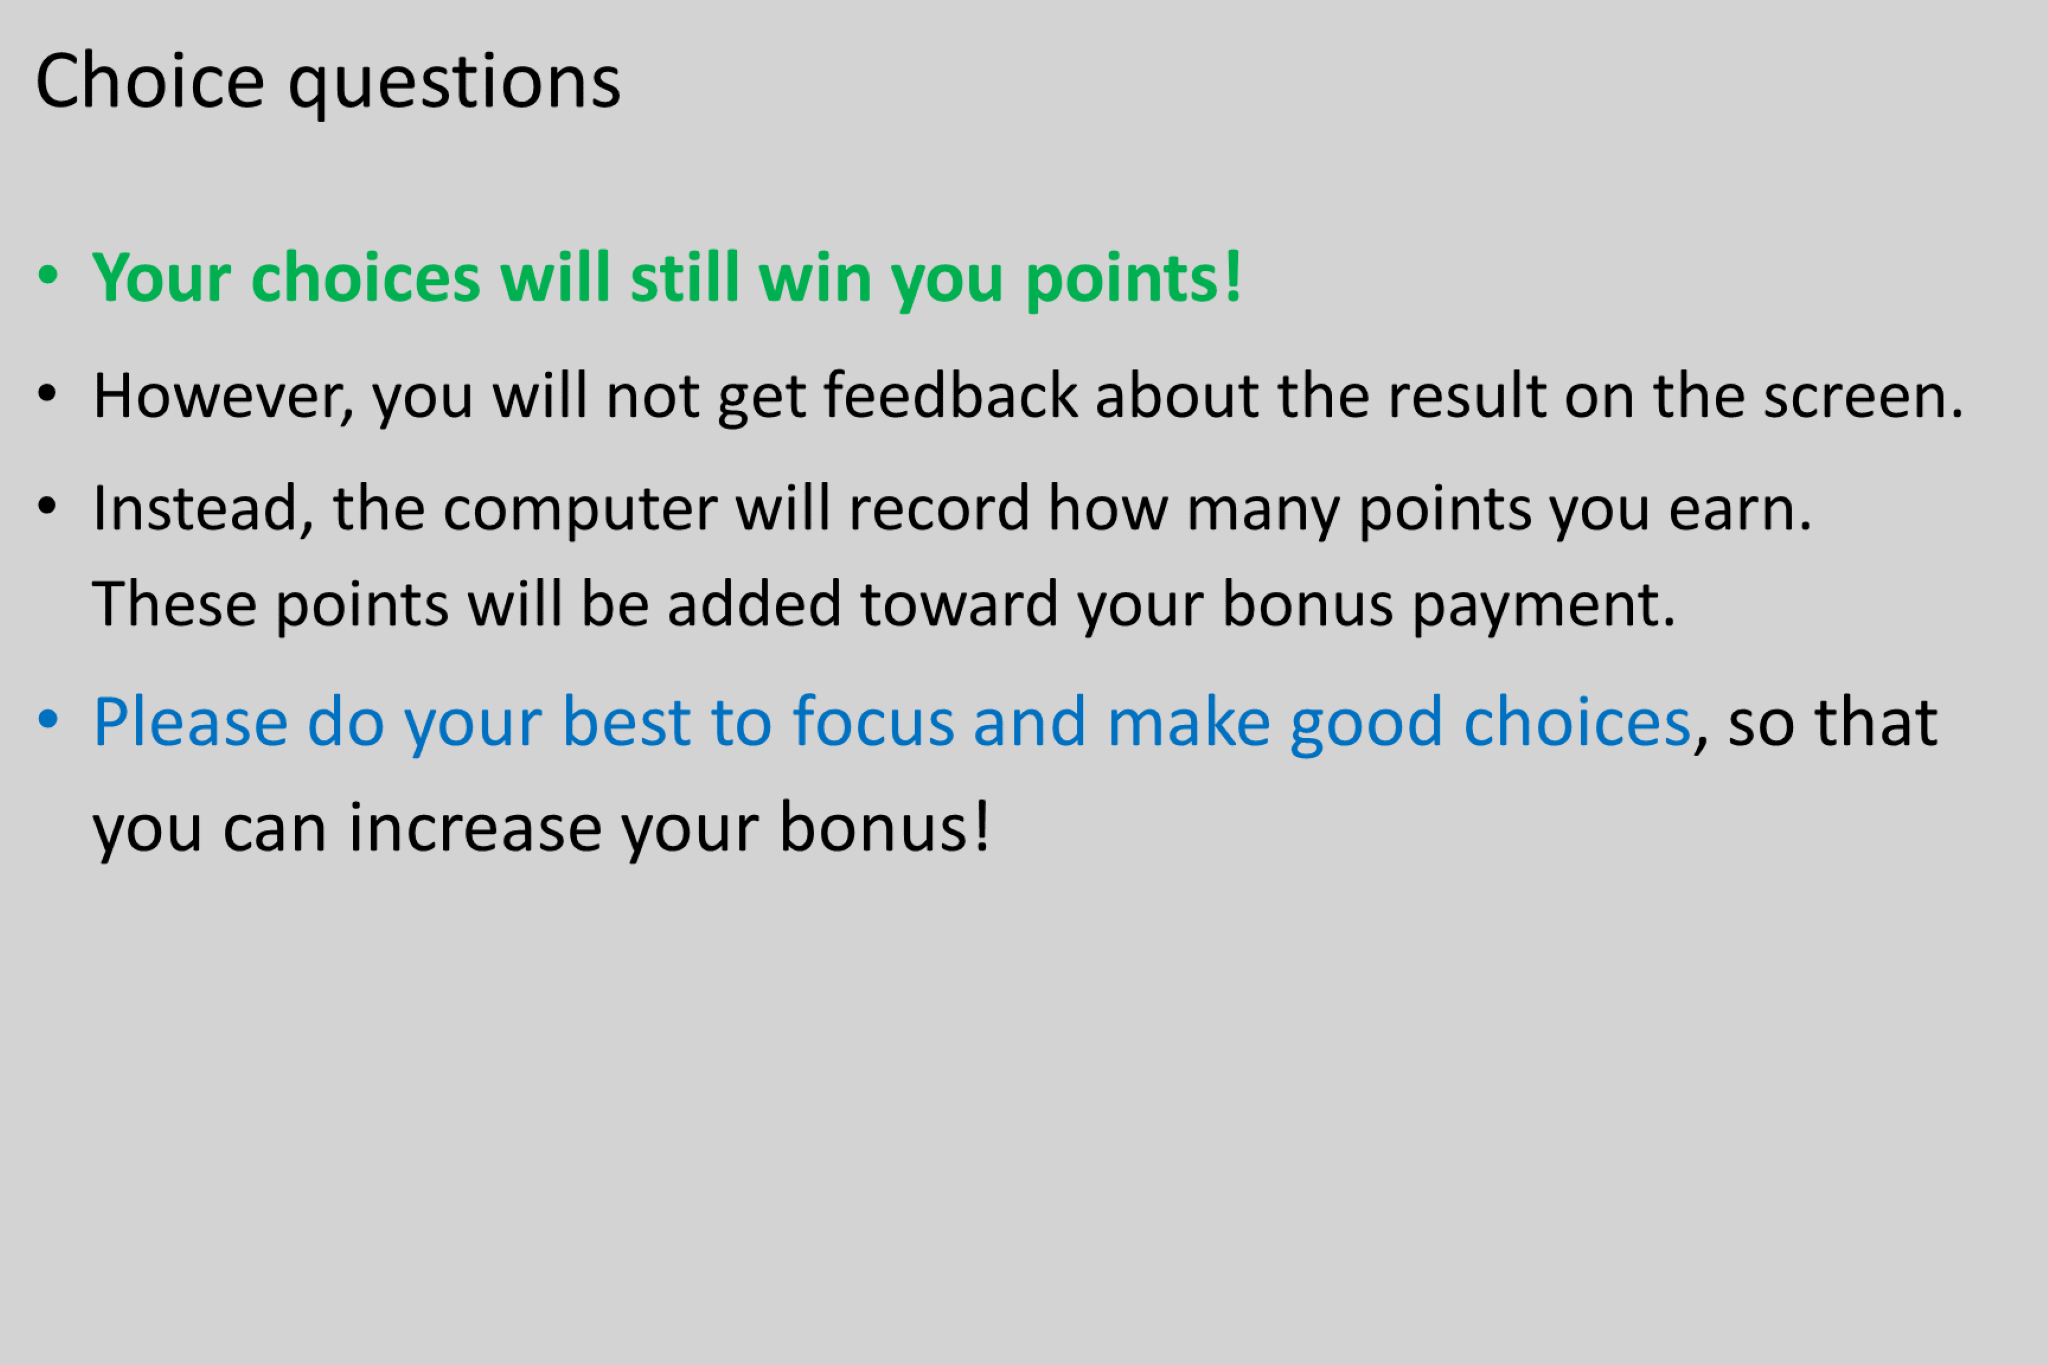 Choice questions
• Your choices will still win you points!
• However, you will not get feedback about the result on the screen.
• Instead, the computer will record how many points you earn.
These points will be added toward your bonus payment.
• Please do your best to focus and make good choices, so that
you can increase your bonus!